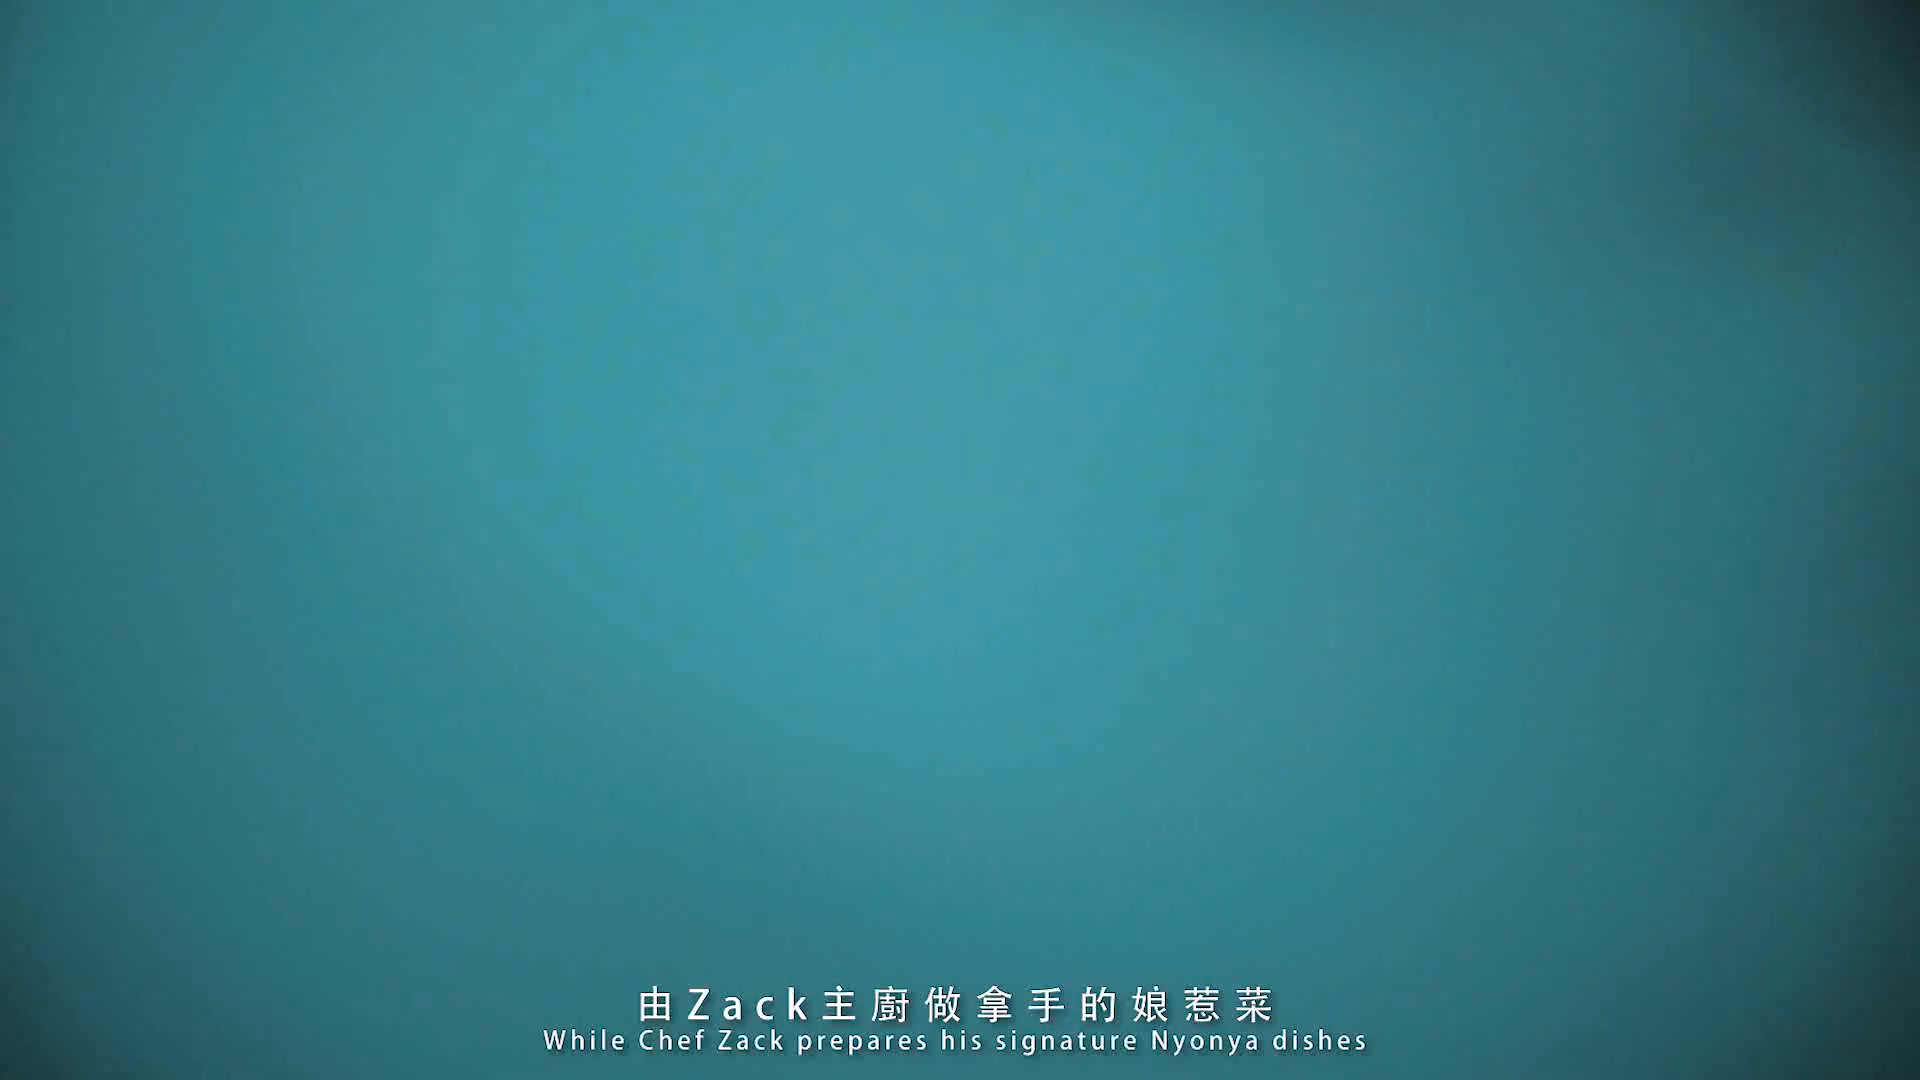 由Zack主廚做拿手的娘惹菜
While Chef Zack prepares his signature Nyonya dishes